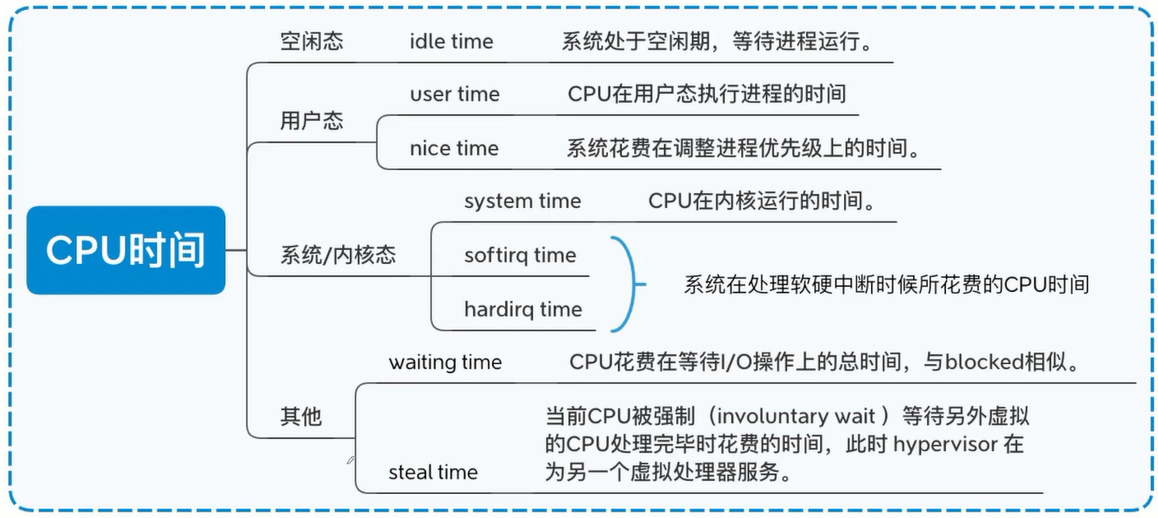 CPU时间
空闲态
idle time
系统处于空闲期，等待进程运行。
用户态
user time
CPU在用户态执行进程的时间
nice time
系统花费在调整进程优先级上的时间。
系统/内核态
system time
CPU在内核运行的时间。
softirq time
hardirq time
系统在处理软硬中断时候所花费的CPU时间
其他
waiting time
CPU花费在等待I/O操作上的总时间，与blocked相似。
steal time
当前CPU被强制（involuntary wait ）等待另外虚拟
的CPU处理完毕时花费的时间，此时 hypervisor 在
为另一个虚拟处理器服务。